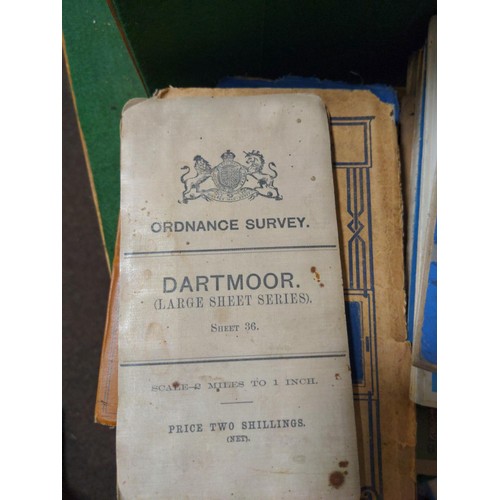 ORDNANCE SURVEY.
DARTMOOR.
(LARGE SHEET SERIES).
SHEET 36.
SCALE–2 MILES TO 1 INCH.
PRICE TWO SHILLINGS.
(NET).